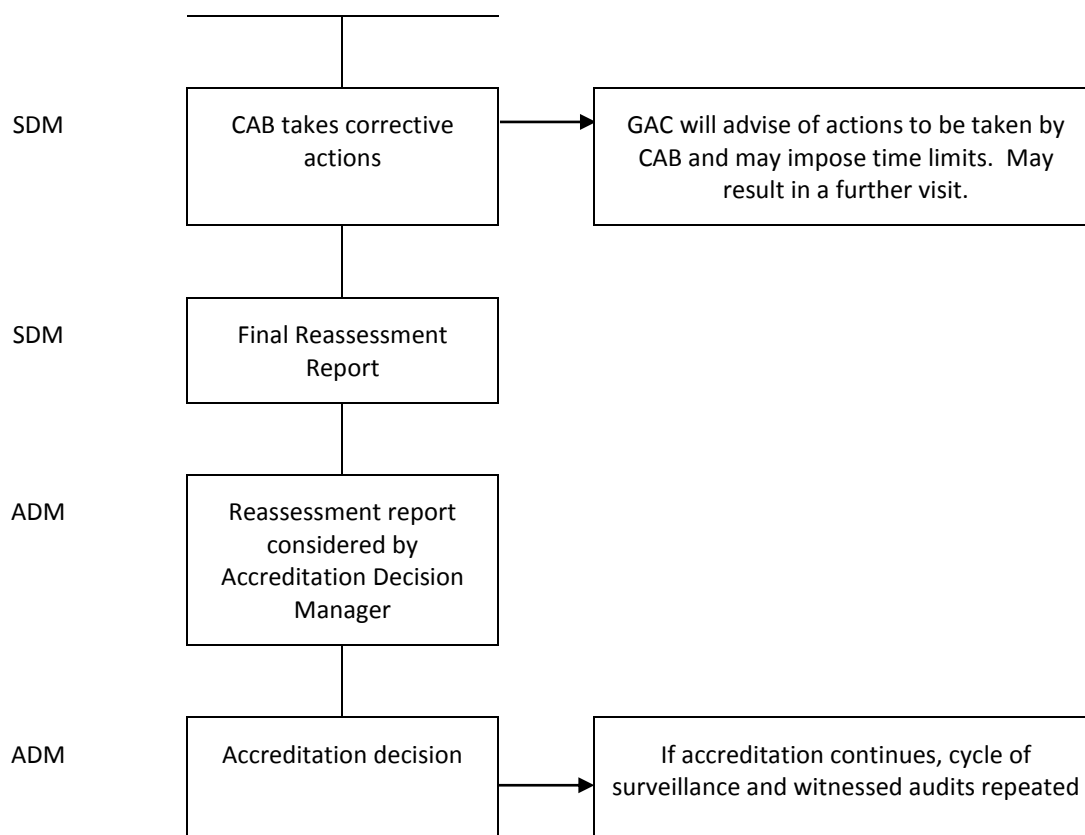 SDM
CAB takes corrective
actions
GAC will advise of actions to be taken by
CAB and may impose time limits.  May
result in a further visit.
SDM
Final Reassessment
Report
ADM
Reassessment report
considered by
Accreditation Decision
Manager
ADM
Accreditation decision
If accreditation continues, cycle of
surveillance and witnessed audits repeated